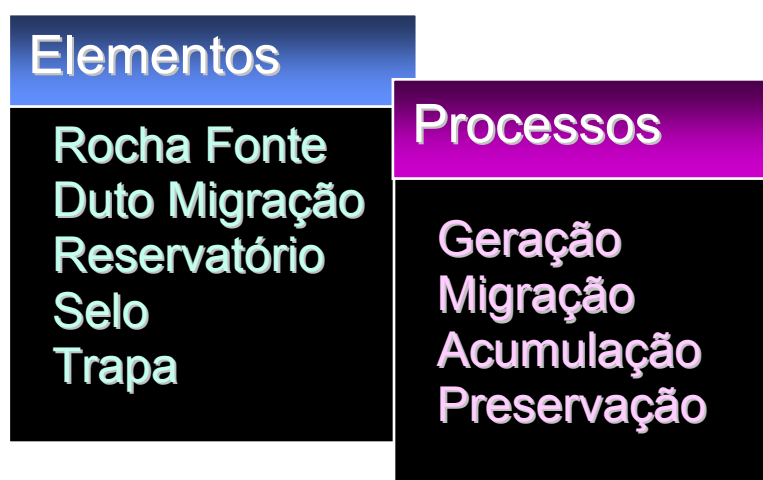 Elementos
Rocha Fonte
Duto Migração
Reservatório
Selo
Trapa
Processos
Geração
Migração
Acumulação
Preservação